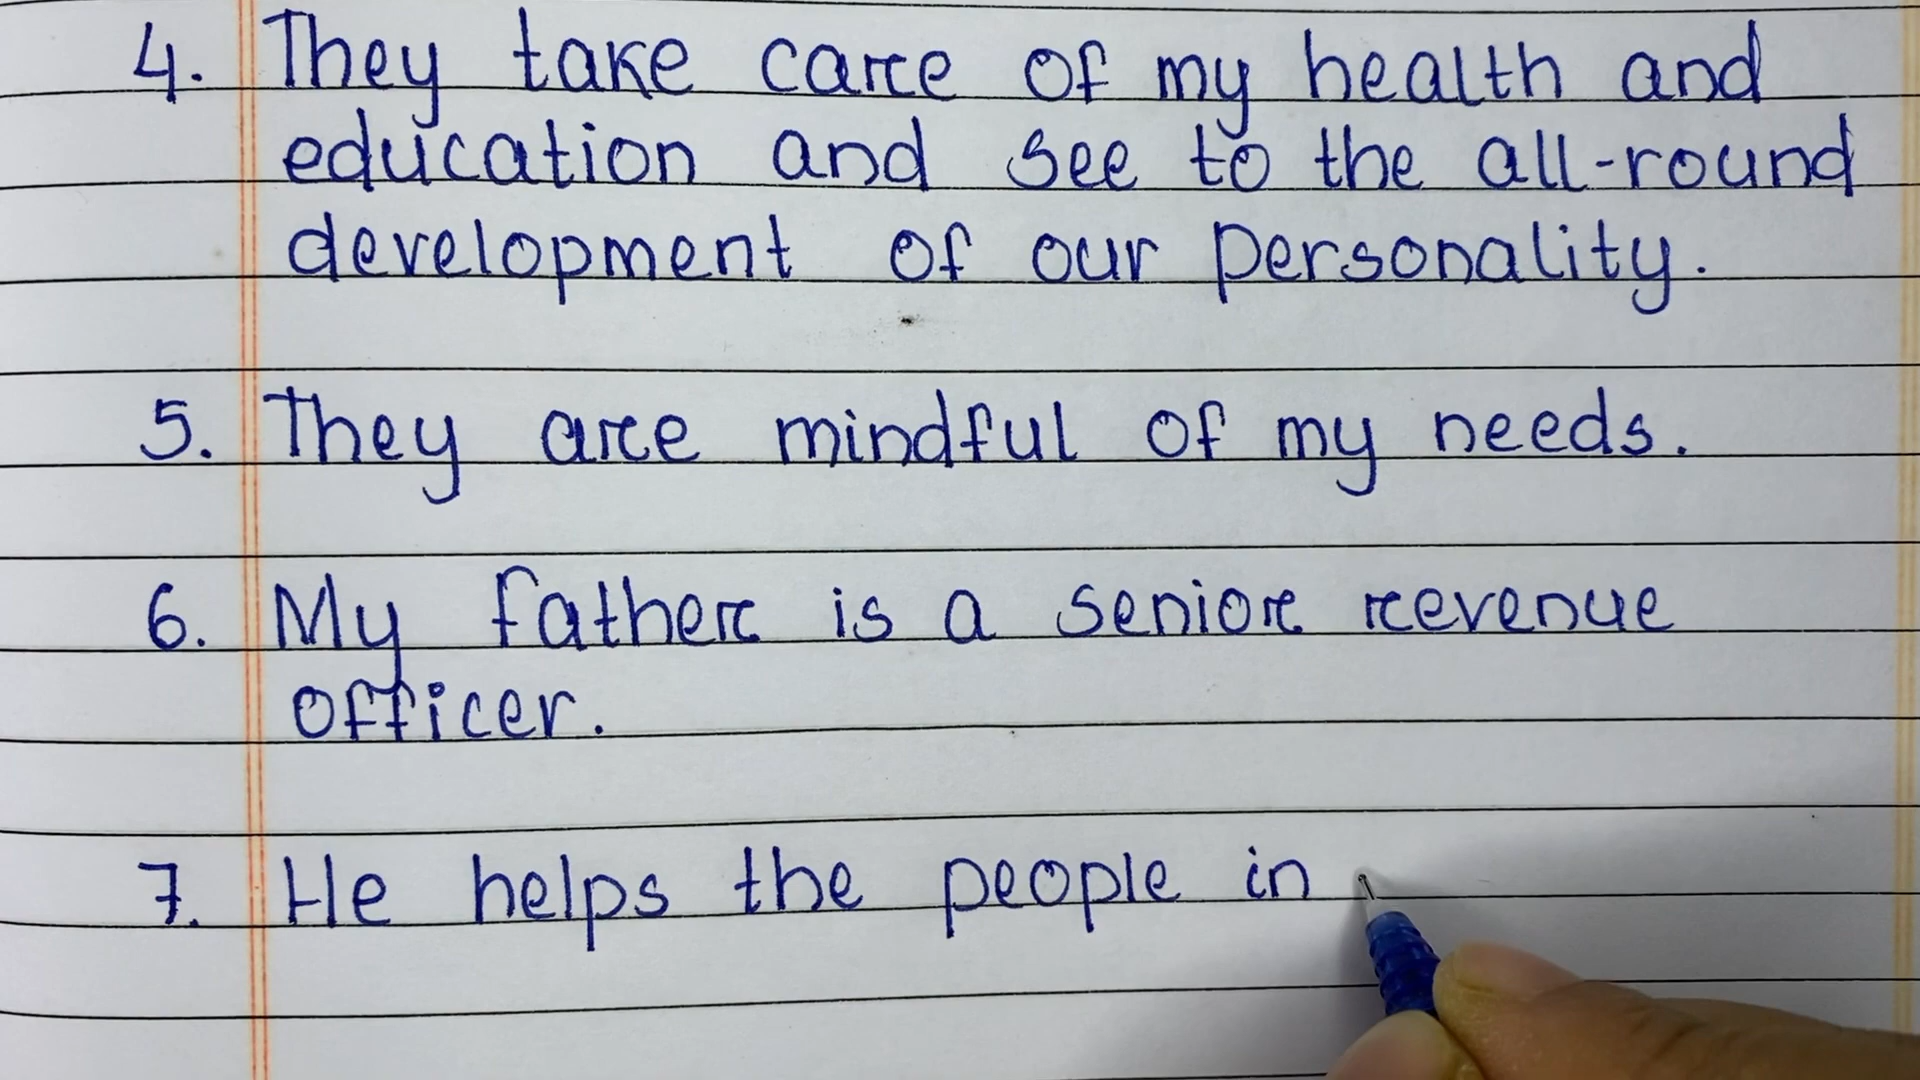 4. They take care of my health and
education and see to the all-round
development of our personality.
5. They are mindful of my needs.
6. My father is a senior revenue
officer.
7. He helps the people in